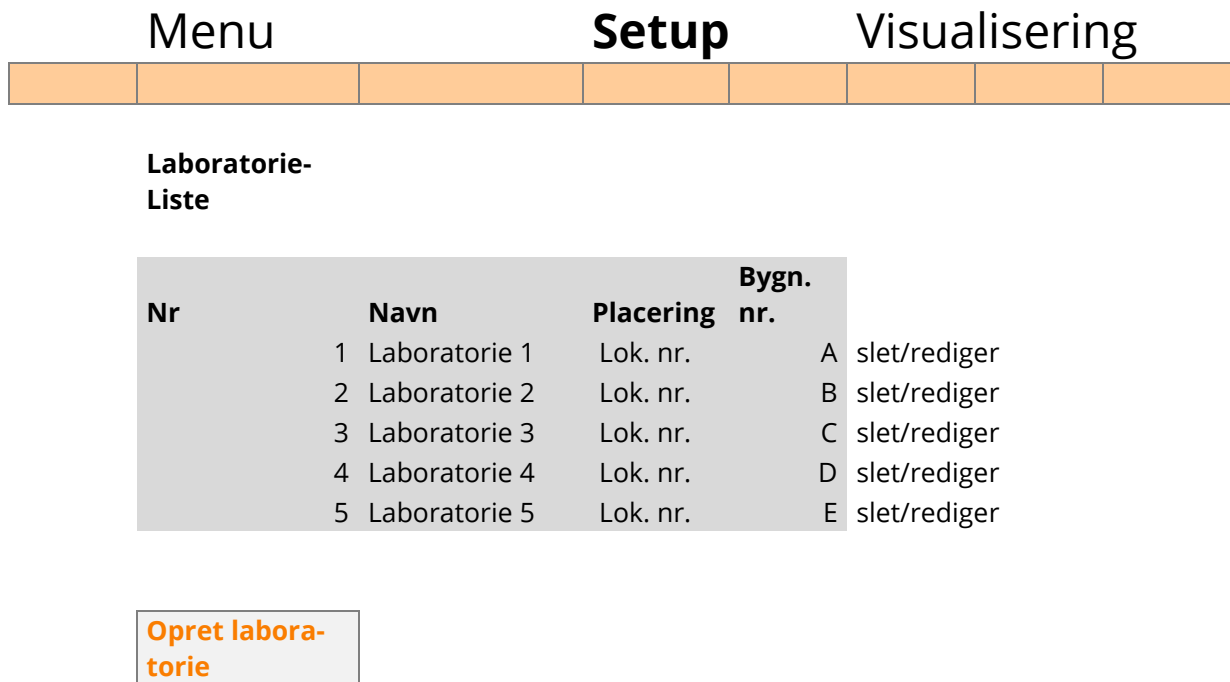 Menu Setup Visualisering
Laboratorie-
Liste
Bygn.
Nr Navn Placering nr.
1 Laboratorie 1 Lok. nr. A slet/rediger
2 Laboratorie 2 Lok. nr. B slet/rediger
3 Laboratorie 3 Lok. nr. C slet/rediger
4 Laboratorie 4 Lok. nr. D slet/rediger
5 Laboratorie 5 Lok. nr. E slet/rediger
Opret labora-
torie